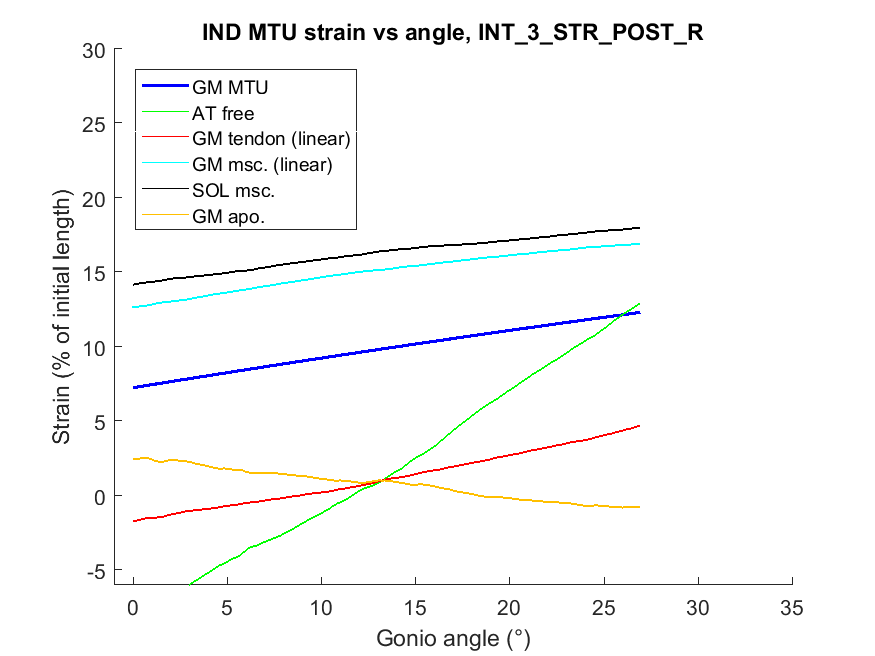 IND MTU strain vs angle, INT_3_STR_POST_R
30
25
20
15
10
5
0
-5
Strain (% of initial length)
GM MTU
AT free
GM tendon (linear)
GM msc. (linear)
SOL msc.
GM apo.
0 5 10 15 20 25 30 35
Gonio angle (°)